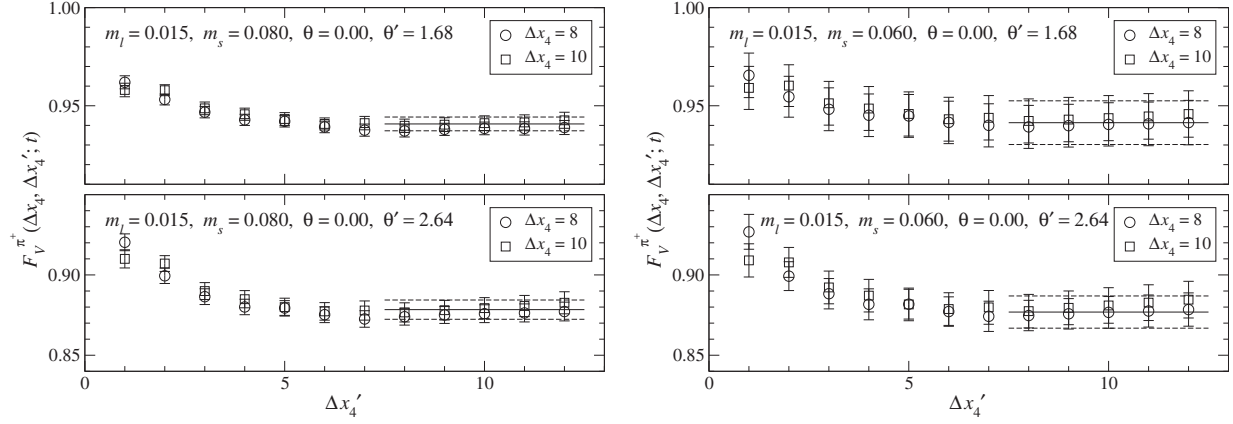 1.00
m_l = 0.015, m_s = 0.080, θ = 0.00, θ′ = 1.68
Δx_4 = 8
Δx_4 = 10
0.95
m_l = 0.015, m_s = 0.080, θ = 0.00, θ′ = 2.64
Δx_4 = 8
Δx_4 = 10
0.90
0.85
F_V^{π^+} (Δx_4, Δx_4′; t)
0 5 10
Δx_4′
1.00
m_l = 0.015, m_s = 0.060, θ = 0.00, θ′ = 1.68
Δx_4 = 8
Δx_4 = 10
0.95
m_l = 0.015, m_s = 0.060, θ = 0.00, θ′ = 2.64
Δx_4 = 8
Δx_4 = 10
0.90
0.85
F_V^{π^+} (Δx_4, Δx_4′; t)
0 5 10
Δx_4′